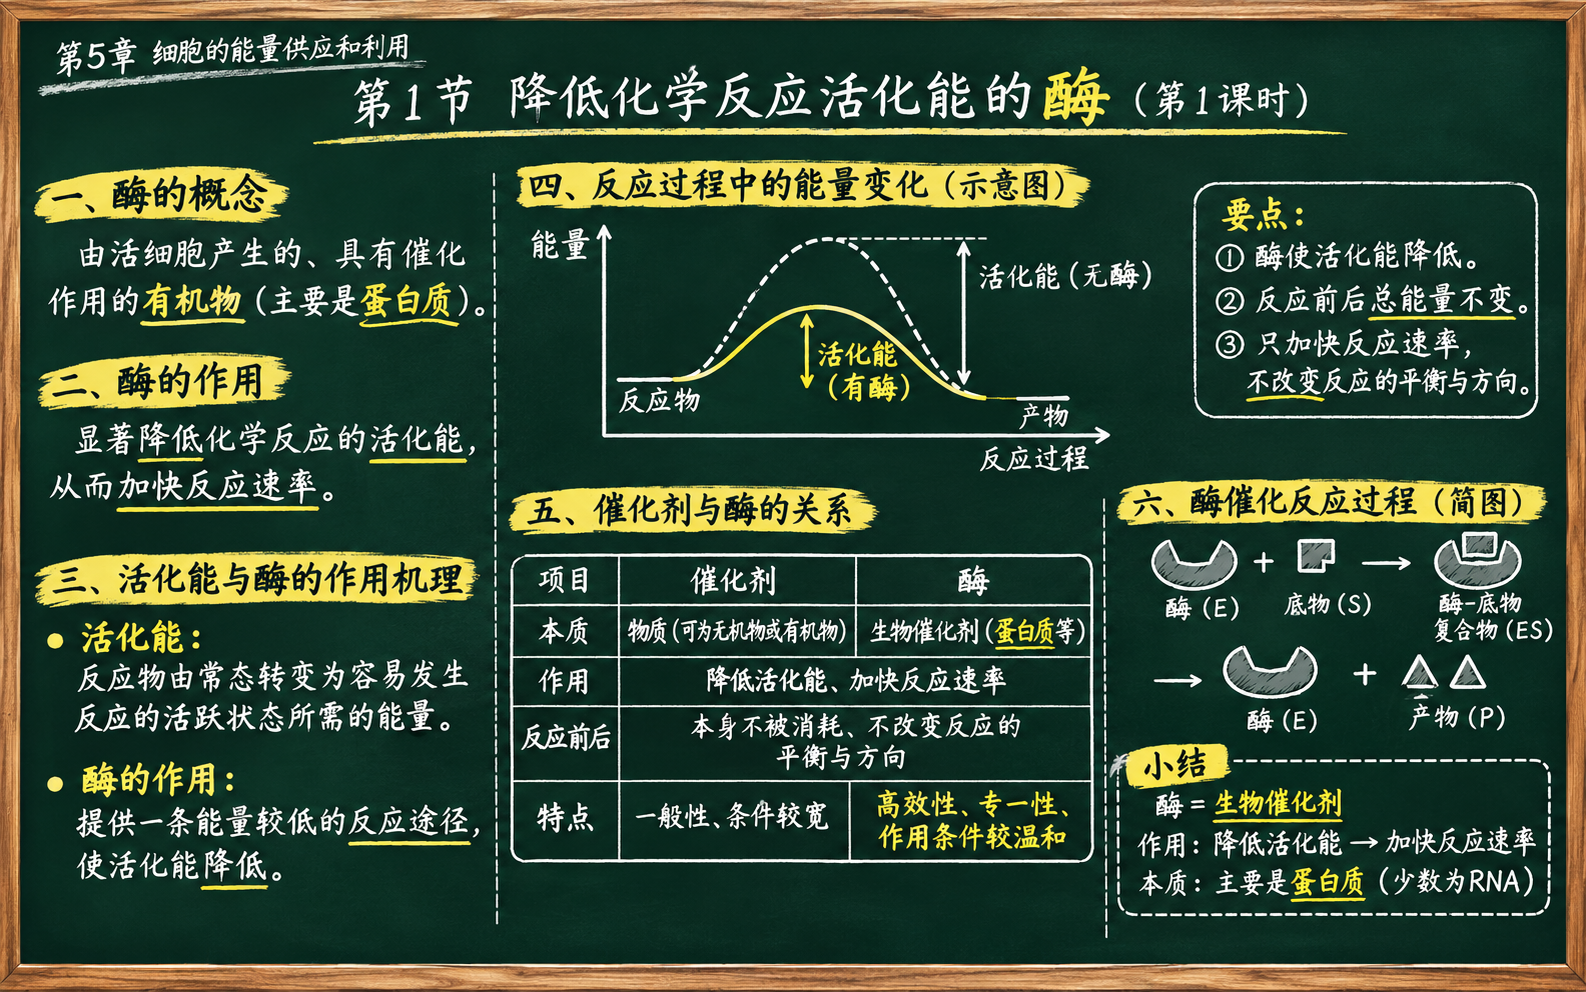 第5章 细胞的能量供应和利用
第1节 降低化学反应活化能的酶（第1课时）
一、酶的概念
由活细胞产生的、具有催化
作用的有机物（主要是蛋白质）。
二、酶的作用
显著降低化学反应的活化能，
从而加快反应速率。
三、活化能与酶的作用机理
● 活化能：
反应物由常态转变为容易发生
反应的活跃状态所需的能量。
● 酶的作用：
提供一条能量较低的反应途径，
使活化能降低。
四、反应过程中的能量变化（示意图）
能量
活化能（无酶）
活化能
（有酶）
反应物
产物
反应过程
要点：
① 酶使活化能降低。
② 反应前后总能量不变。
③ 只加快反应速率，
不改变反应的平衡与方向。
五、催化剂与酶的关系
项目 催化剂 酶
本质 物质（可为无机物或有机物） 生物催化剂（蛋白质等）
作用 降低活化能、加快反应速率
反应前后 本身不被消耗、不改变反应的
平衡与方向
特点 一般性、条件较宽 高效性、专一性、
作用条件较温和
六、酶催化反应过程（简图）
+ →
酶（E） 底物（S） 酶–底物
复合物（ES）
→ +
酶（E） 产物（P）
小结
酶 = 生物催化剂
作用：降低活化能 → 加快反应速率
本质：主要是蛋白质（少数为RNA）